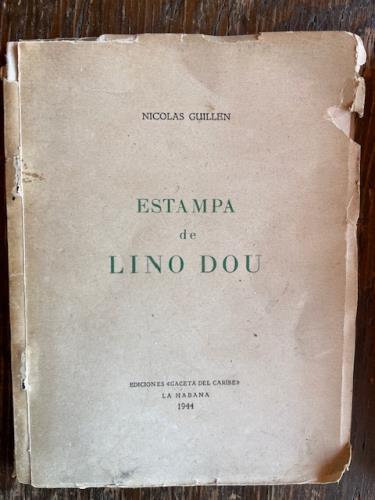 NICOLAS GUILLEN
ESTAMPA
de
LINO DOU
EDICIONES «GACETA DEL CARIBE»
LA HABANA
1944